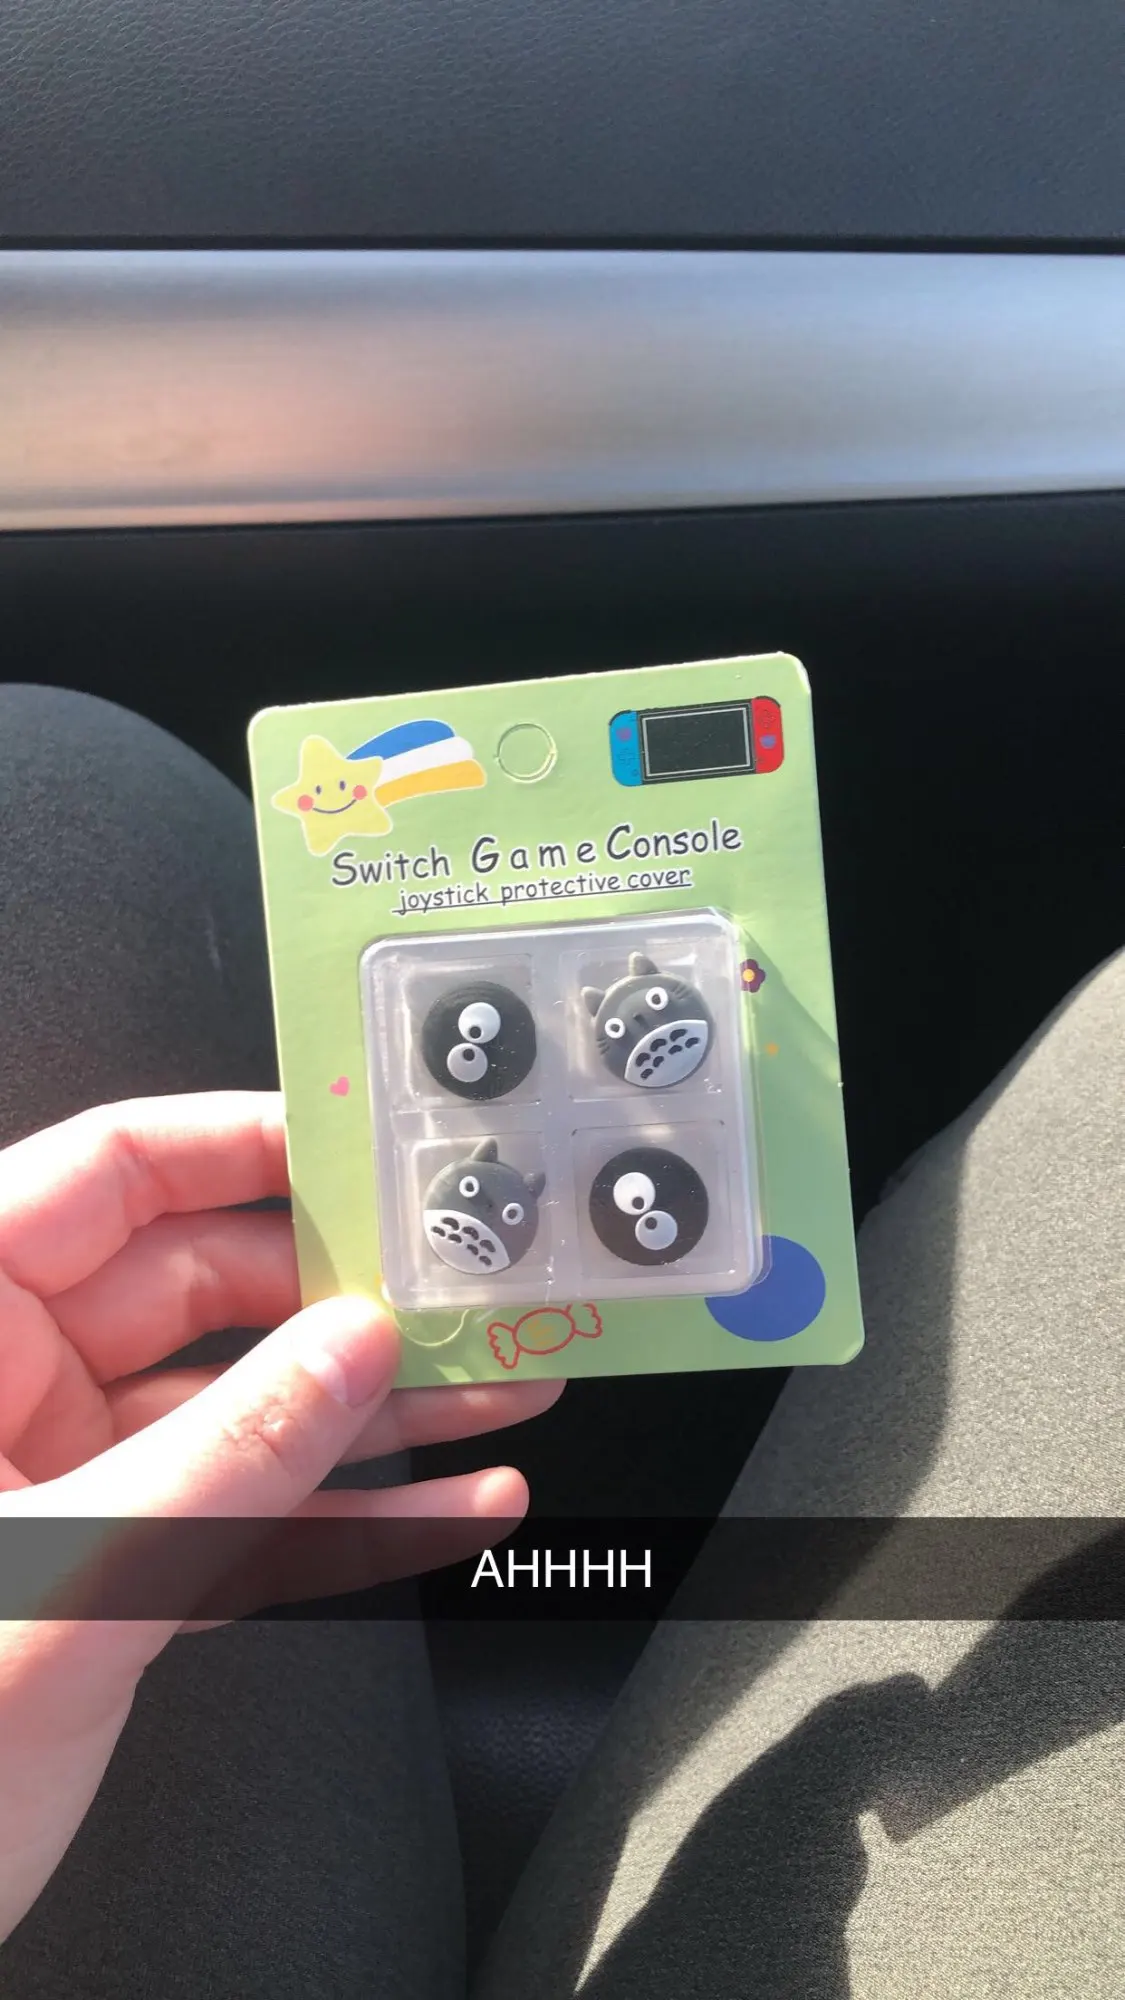 Switch Game Console
joystick protective cover
AHHHH